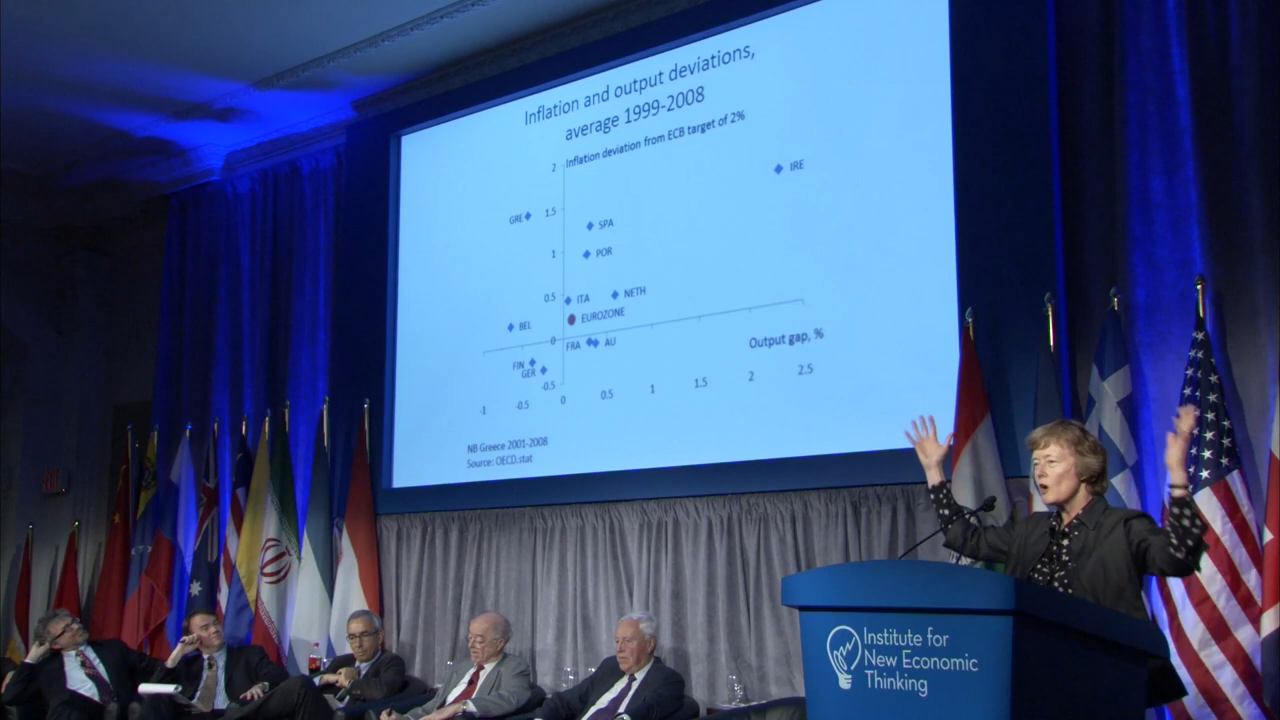 Inflation and output deviations,
average 1999-2008
Inflation deviation from ECB target of 2%
2
IRE
GRE
1.5
SPA
1
POR
0.5
ITA
NETH
EUROZONE
BEL
0
FRA
AU
Output gap, %
FIN
GER
-0.5
-1
-0.5
0
0.5
1
1.5
2
2.5
NB Greece 2001-2008
Source: OECD.stat
Institute for
New Economic
Thinking